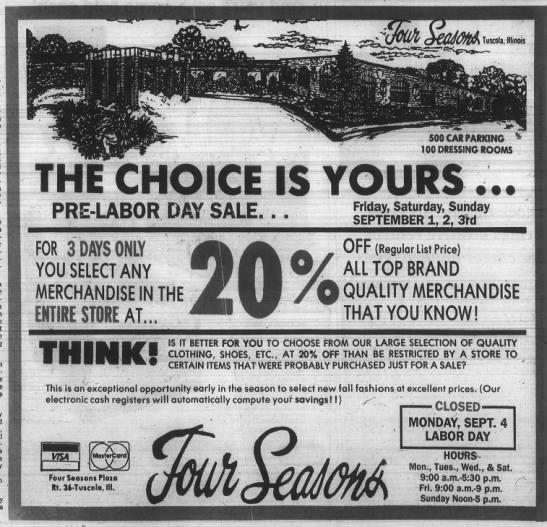 Four Seasons Tuscola, Illinois
500 CAR PARKING
100 DRESSING ROOMS
THE CHOICE IS YOURS ...
PRE-LABOR DAY SALE. . .
Friday, Saturday, Sunday
SEPTEMBER 1, 2, 3rd
FOR 3 DAYS ONLY
YOU SELECT ANY
MERCHANDISE IN THE
ENTIRE STORE AT...
20%
OFF (Regular List Price)
ALL TOP BRAND
QUALITY MERCHANDISE
THAT YOU KNOW!
THINK!
IS IT BETTER FOR YOU TO CHOOSE FROM OUR LARGE SELECTION OF QUALITY
CLOTHING, SHOES, ETC., AT 20% OFF THAN BE RESTRICTED BY A STORE TO
CERTAIN ITEMS THAT WERE PROBABLY PURCHASED JUST FOR A SALE?
This is an exceptional opportunity early in the season to select new fall fashions at excellent prices. (Our
electronic cash registers will automatically compute your savings!!)
VISA
MasterCard
Four Seasons Plaza
Rt. 36-Tuscola, Ill.
Four Seasons
CLOSED
MONDAY, SEPT. 4
LABOR DAY
HOURS
Mon., Tues., Wed., & Sat.
9:00 a.m.-5:30 p.m.
Fri. 9:00 a.m.-9 p.m.
Sunday Noon-5 p.m.